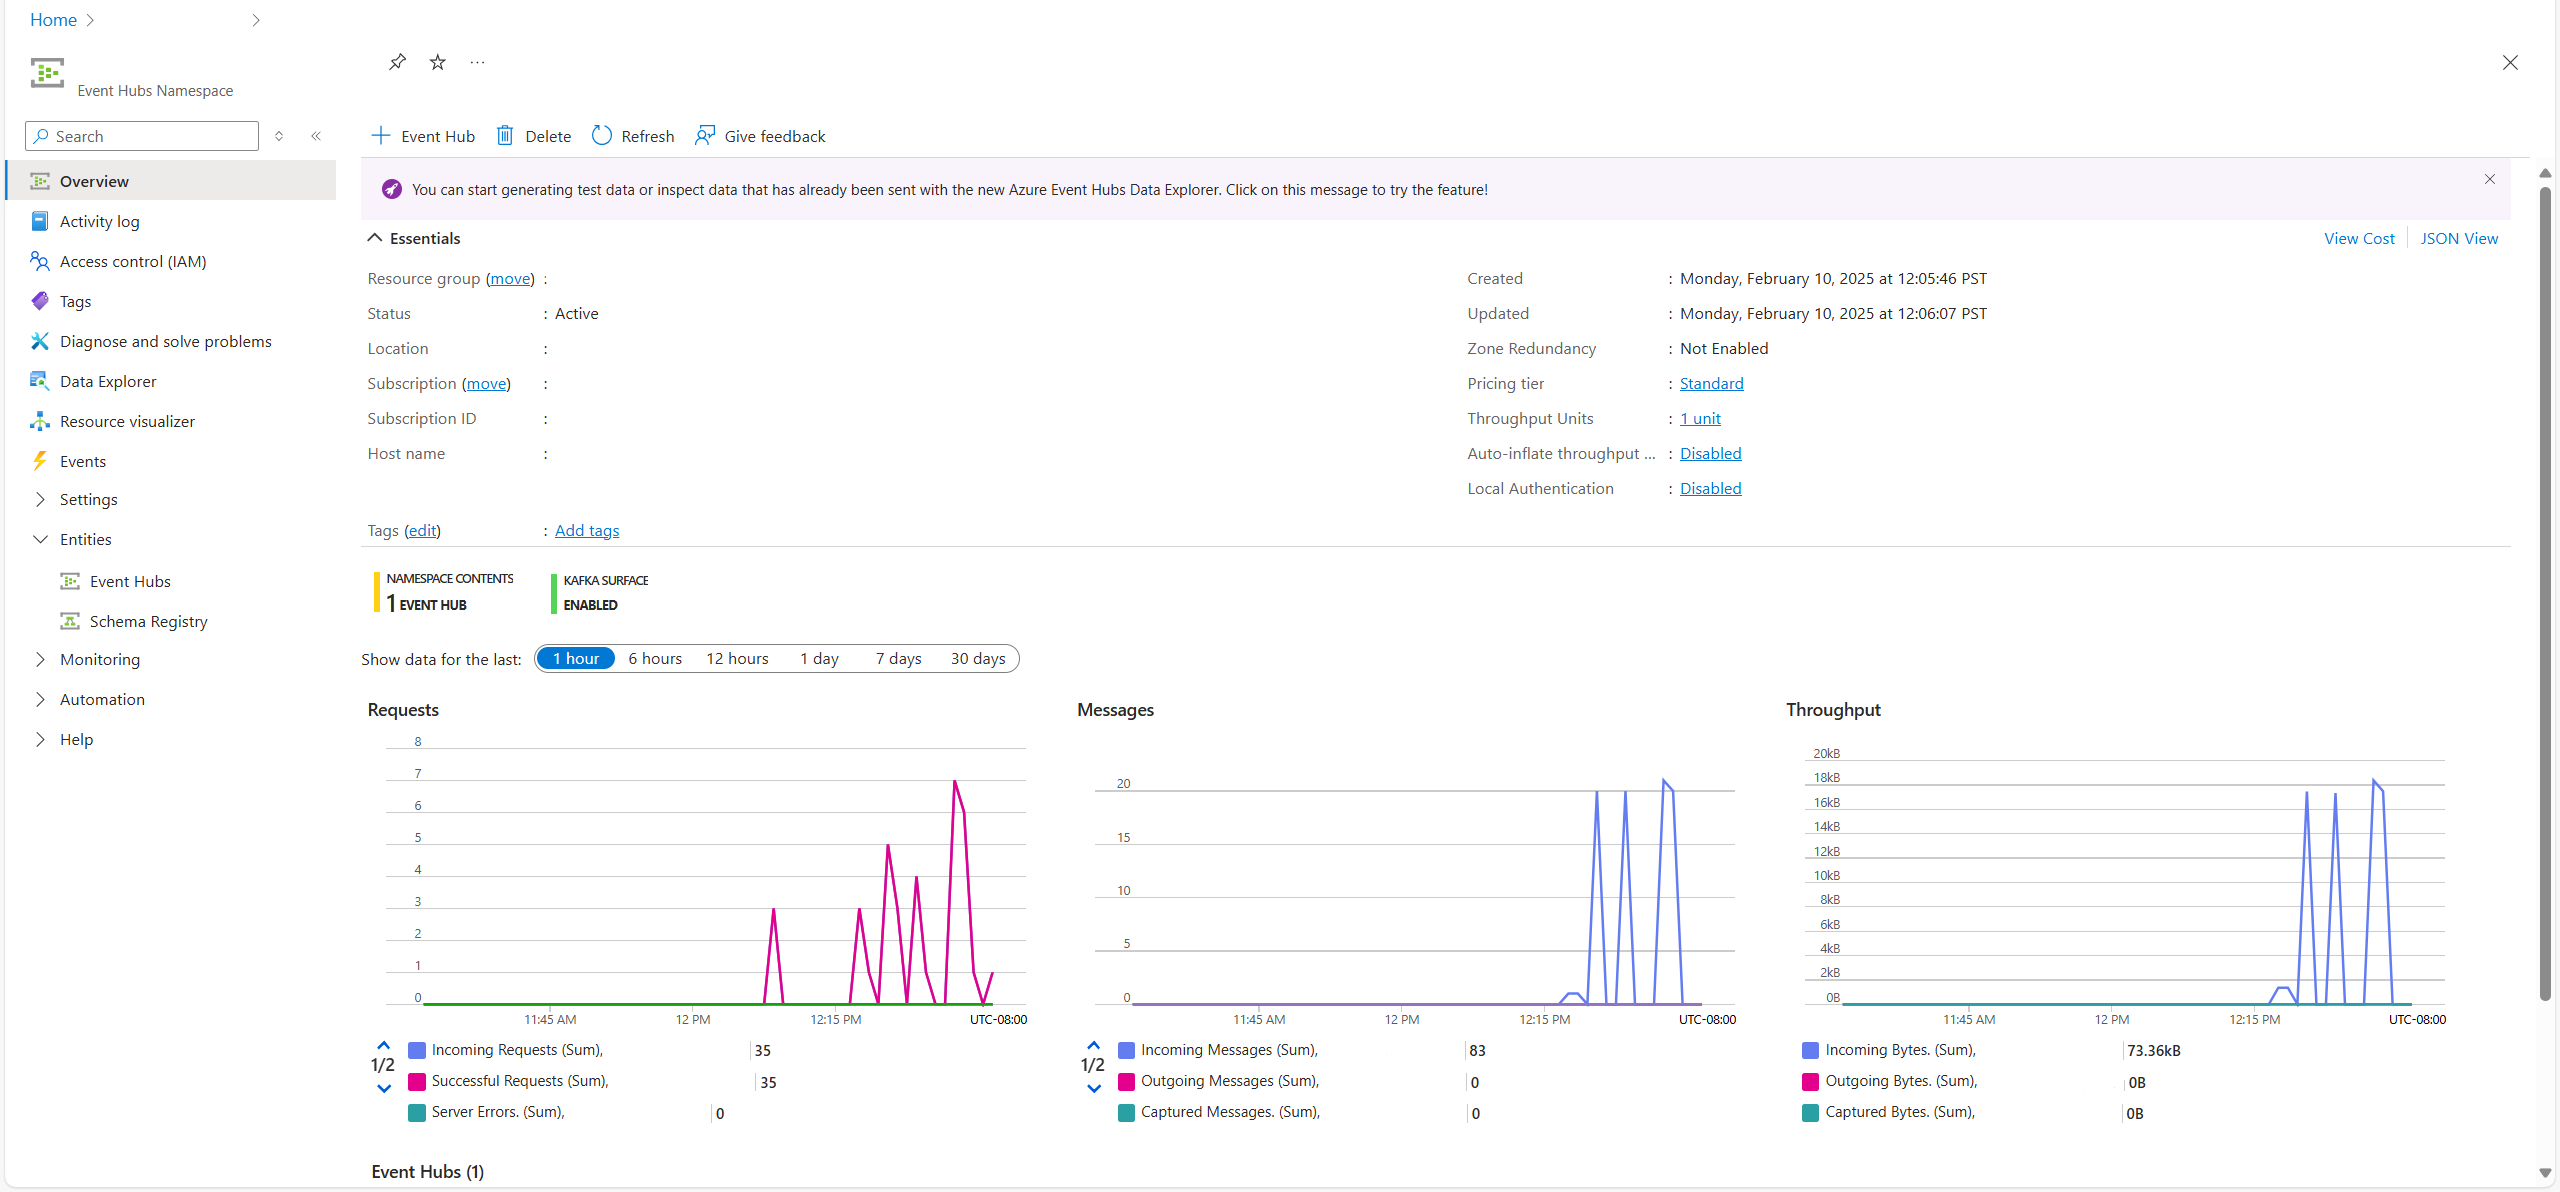 Home
Event Hubs Namespace
Search
Overview
Activity log
Access control (IAM)
Tags
Diagnose and solve problems
Data Explorer
Resource visualizer
Events
Settings
Entities
Event Hubs
Schema Registry
Monitoring
Automation
Help
Event Hub
Delete
Refresh
Give feedback
You can start generating test data or inspect data that has already been sent with the new Azure Event Hubs Data Explorer. Click on this message to try the feature!
Essentials
View Cost
JSON View
Resource group (move) :
Status : Active
Location :
Subscription (move) :
Subscription ID :
Host name :
Created : Monday, February 10, 2025 at 12:05:46 PST
Updated : Monday, February 10, 2025 at 12:06:07 PST
Zone Redundancy : Not Enabled
Pricing tier : Standard
Throughput Units : 1 unit
Auto-inflate throughput ... : Disabled
Local Authentication : Disabled
Tags (edit) : Add tags
NAMESPACE CONTENTS
1 EVENT HUB
KAFKA SURFACE
ENABLED
Show data for the last: 1 hour 6 hours 12 hours 1 day 7 days 30 days
Requests
8
7
6
5
4
3
2
1
0
11:45 AM 12 PM 12:15 PM UTC-08:00
1/2
Incoming Requests (Sum), 35
Successful Requests (Sum), 35
Server Errors. (Sum), 0
Messages
20
15
10
5
0
11:45 AM 12 PM 12:15 PM UTC-08:00
1/2
Incoming Messages (Sum), 83
Outgoing Messages (Sum), 0
Captured Messages. (Sum), 0
Throughput
20kB
18kB
16kB
14kB
12kB
10kB
8kB
6kB
4kB
2kB
0B
11:45 AM 12 PM 12:15 PM UTC-08:00
Incoming Bytes. (Sum), 73.36kB
Outgoing Bytes. (Sum), 0B
Captured Bytes. (Sum), 0B
Event Hubs (1)